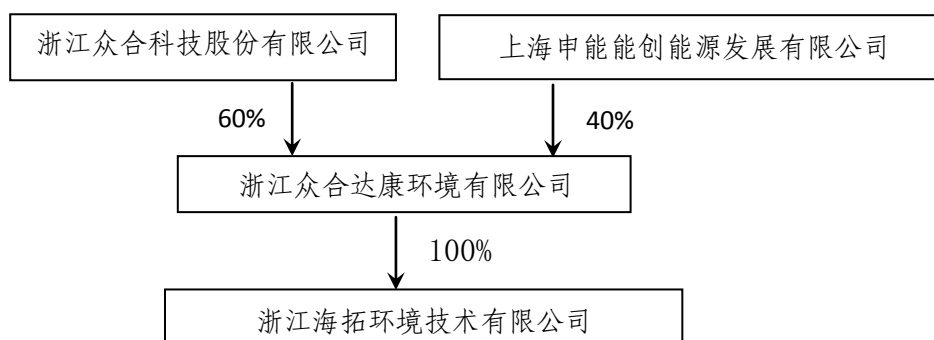 浙江众合科技股份有限公司
上海申能能创能源发展有限公司
60%
40%
浙江众合达康环境有限公司
100%
浙江海拓环境技术有限公司